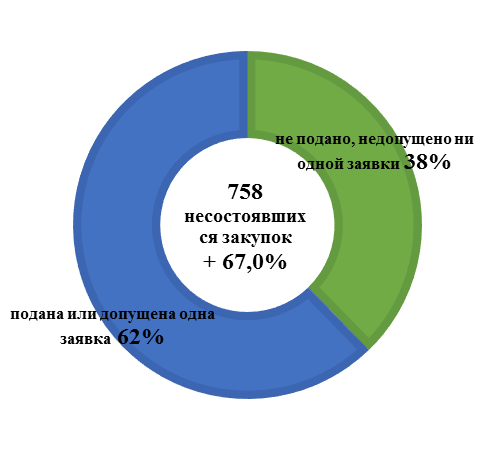 не подано, недопущено ни
одной заявки 38%
758
несостоявших
ся закупок
+ 67,0%
подана или допущена одна
заявка 62%